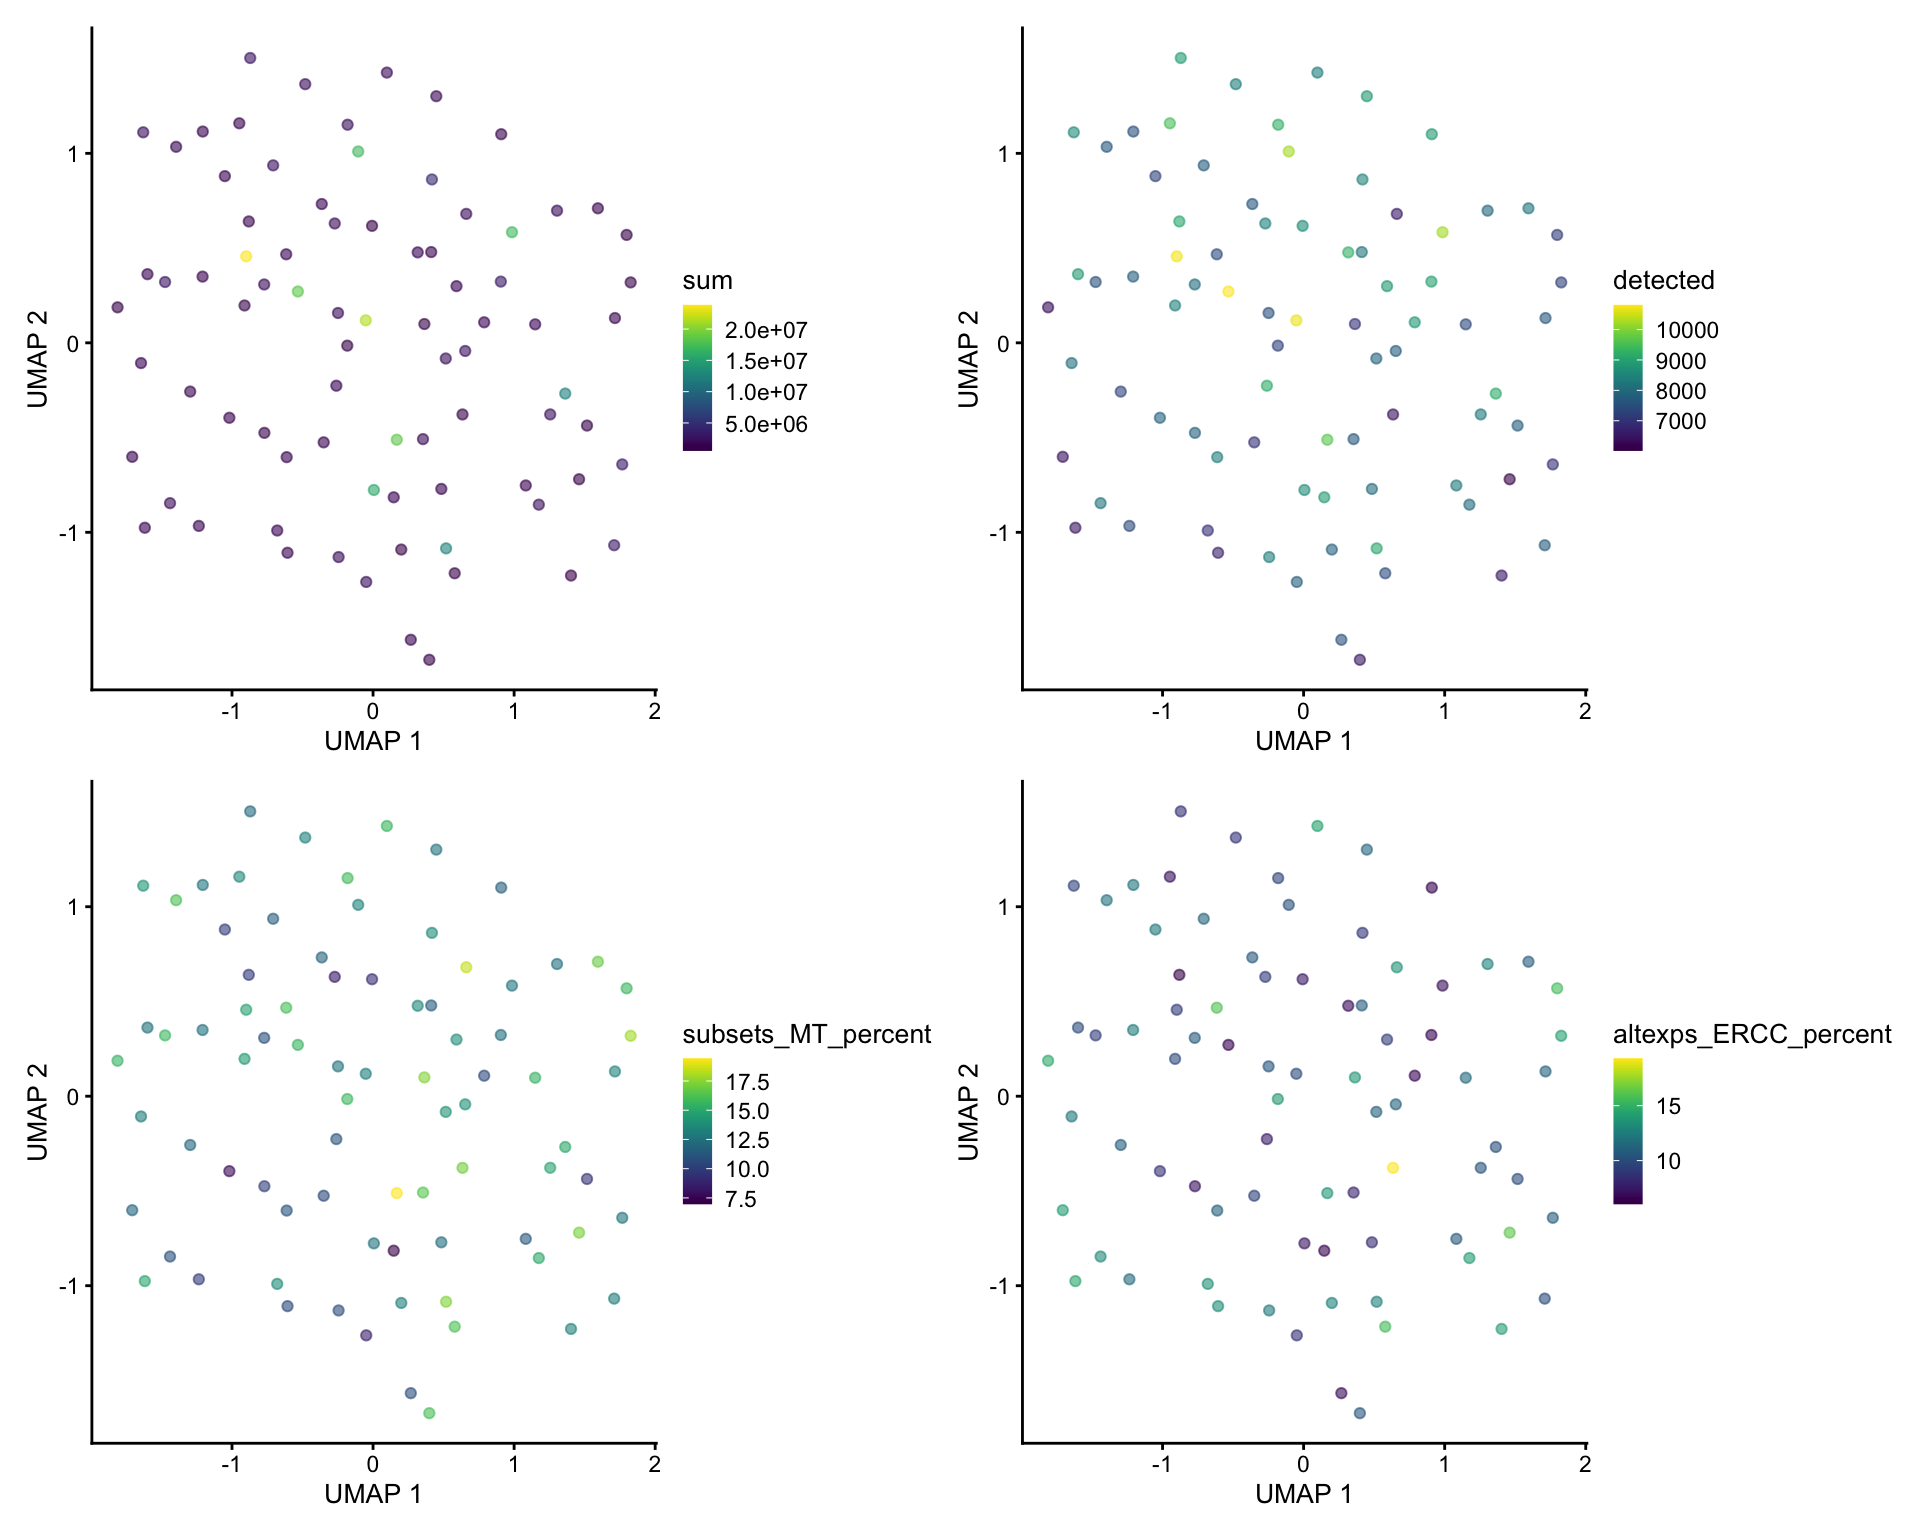 UMAP 2
1
0
-1
-1 0 1 2
UMAP 1
sum
2.0e+07
1.5e+07
1.0e+07
5.0e+06
UMAP 2
1
0
-1
-1 0 1 2
UMAP 1
detected
10000
9000
8000
7000
UMAP 2
1
0
-1
-1 0 1 2
UMAP 1
subsets_MT_percent
17.5
15.0
12.5
10.0
7.5
UMAP 2
1
0
-1
-1 0 1 2
UMAP 1
altexps_ERCC_percent
15
10